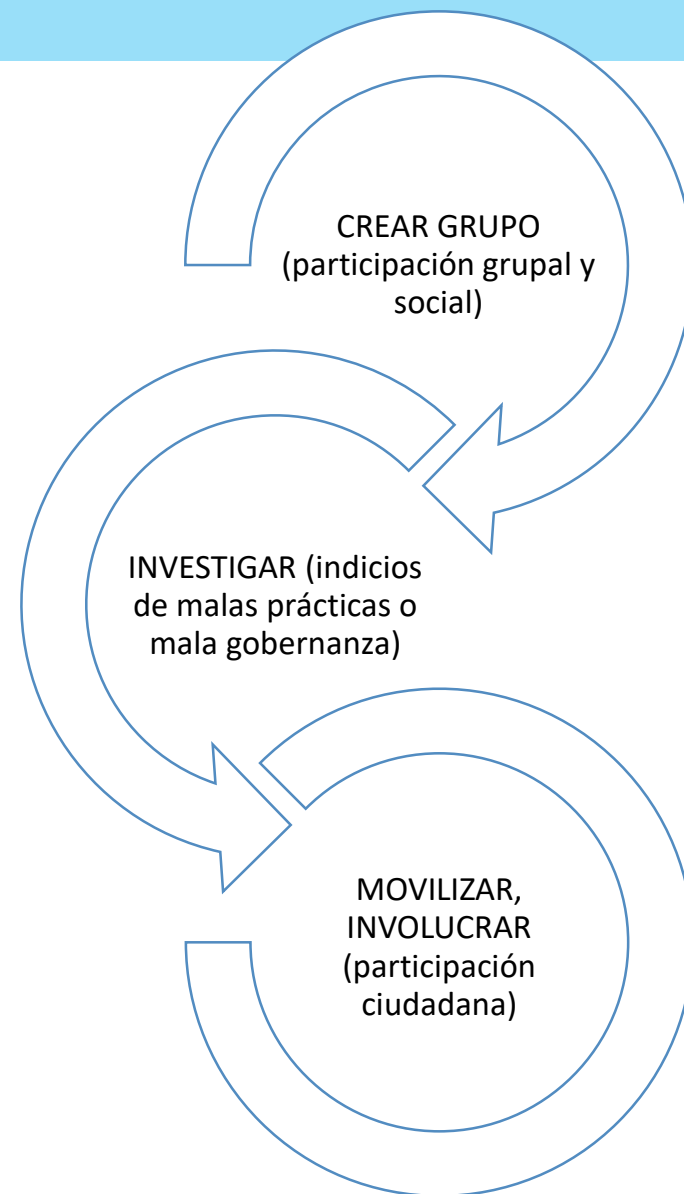 CREAR GRUPO
(participación grupal y
social)
INVESTIGAR (indicios
de malas prácticas o
mala gobernanza)
MOVILIZAR,
INVOLUCRAR
(participación
ciudadana)